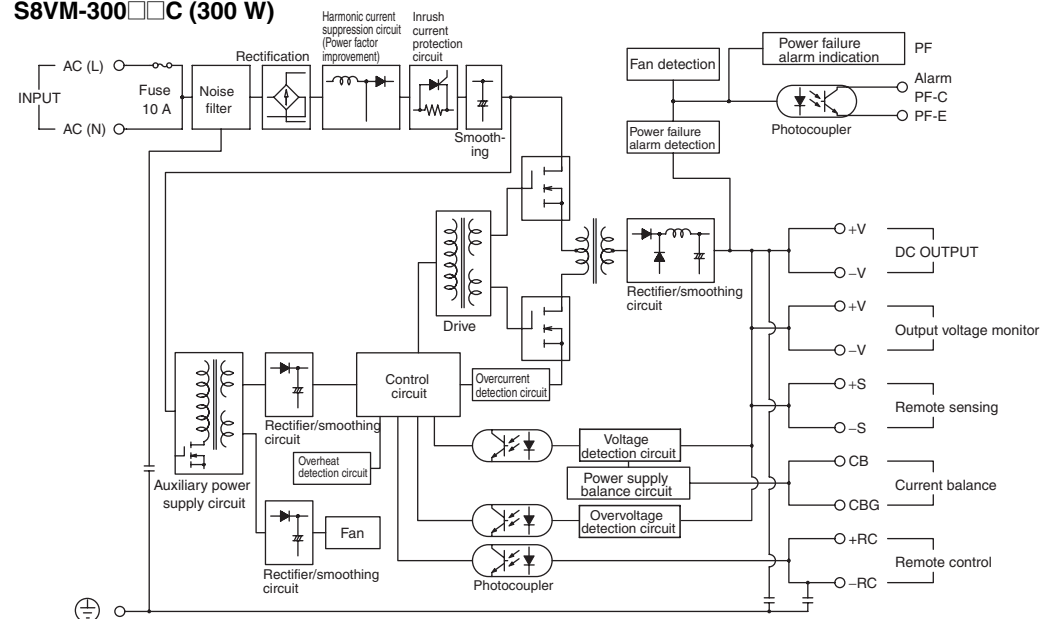 S8VM-300□□C (300 W)
Harmonic current
suppression circuit
(Power factor
improvement)
Inrush
current
protection
circuit
Rectification
AC (L)
INPUT
AC (N)
Fuse
10 A
Noise
filter
Smooth-
ing
Fan detection
Power failure
alarm indication
PF
Alarm
PF-C
PF-E
Photocoupler
Power failure
alarm detection
Drive
Rectifier/smoothing
circuit
+V
DC OUTPUT
−V
+V
Output voltage monitor
−V
+S
Remote sensing
−S
CB
Current balance
CBG
+RC
Remote control
−RC
Control
circuit
Overcurrent
detection circuit
Rectifier/smoothing
circuit
Overheat
detection circuit
Auxiliary power
supply circuit
Fan
Rectifier/smoothing
circuit
Voltage
detection circuit
Power supply
balance circuit
Overvoltage
detection circuit
Photocoupler